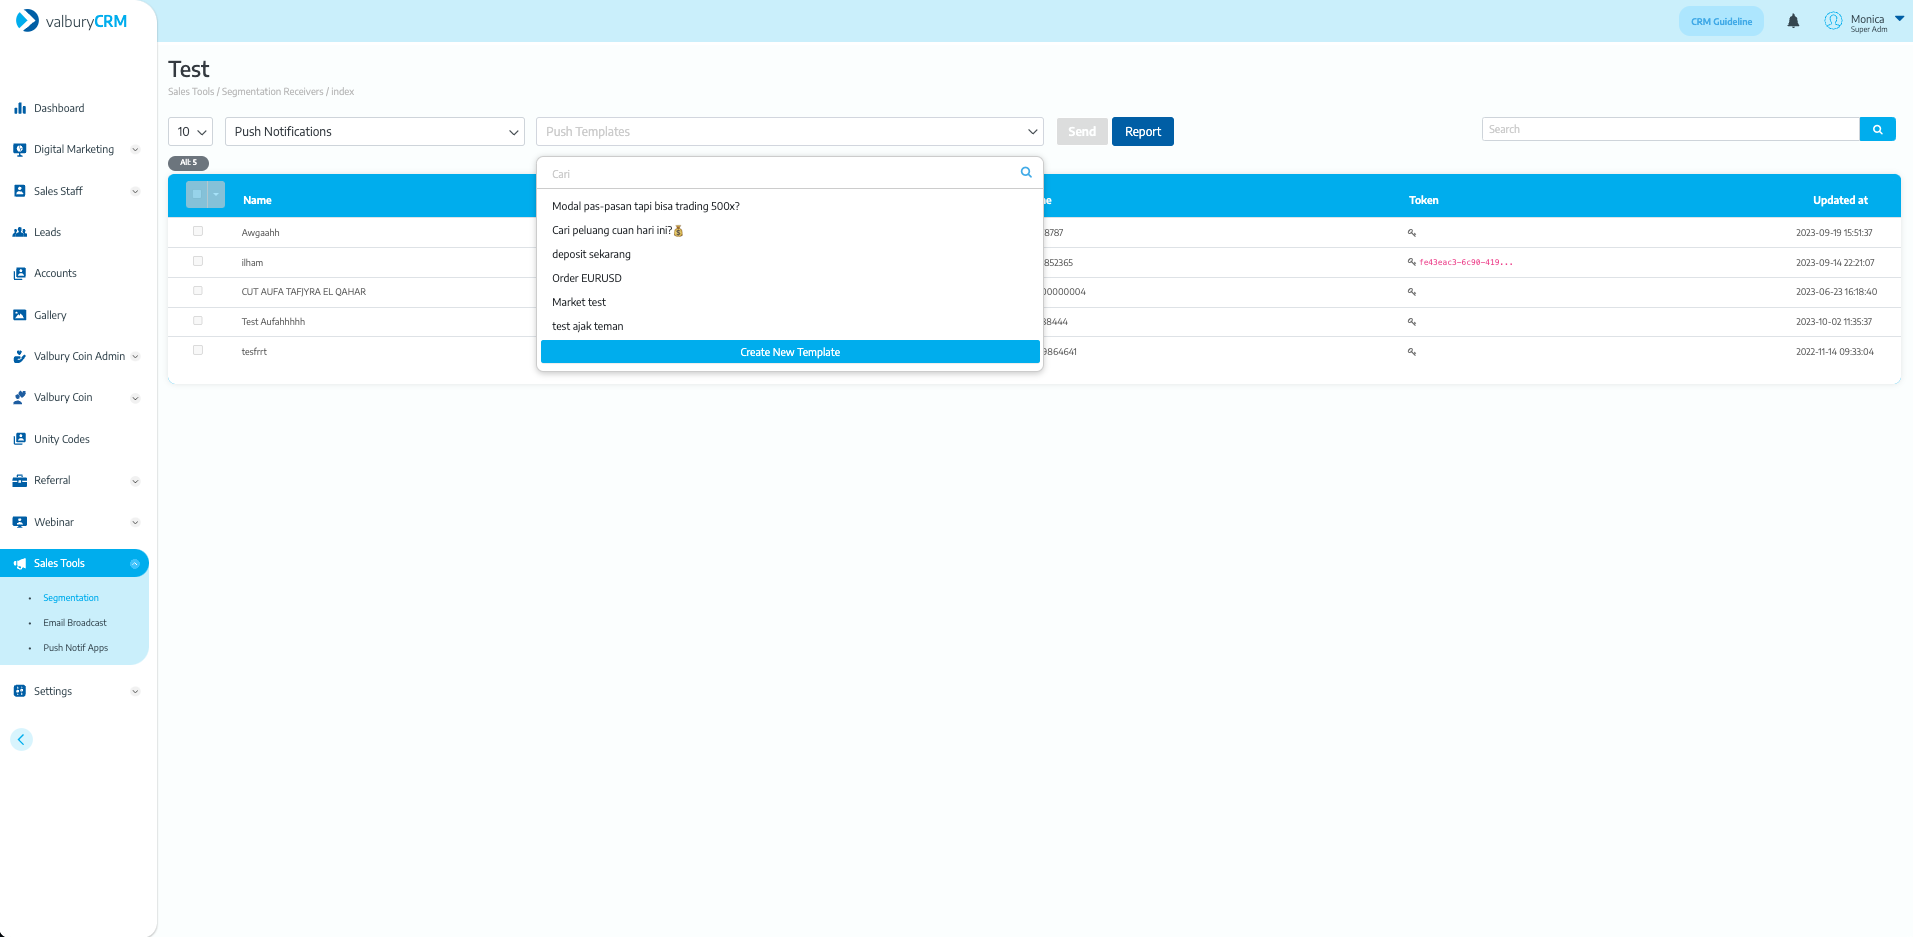 valburyCRM
CRM Guideline
Monica
Super Adm
Test
Sales Tools / Segmentation Receivers / index
10
Push Notifications
Push Templates
Send
Report
Search
All: 5
Cari
Modal pas-pasan tapi bisa trading 500x?
Cari peluang cuan hari ini?💰
deposit sekarang
Order EURUSD
Market test
test ajak teman
Create New Template
Name
Token
Updated at
Awgaahh
8787
2023-09-19 15:51:37
ilham
852365
fe43eac3-6c90-419...
2023-09-14 22:21:07
CUT AUFA TAFJYRA EL QAHAR
00000004
2023-06-23 16:18:40
Test Aufahhhhh
38444
2023-10-02 11:35:37
tesfrrt
9864641
2022-11-14 09:33:04
Dashboard
Digital Marketing
Sales Staff
Leads
Accounts
Gallery
Valbury Coin Admin
Valbury Coin
Unity Codes
Referral
Webinar
Sales Tools
Segmentation
Email Broadcast
Push Notif Apps
Settings